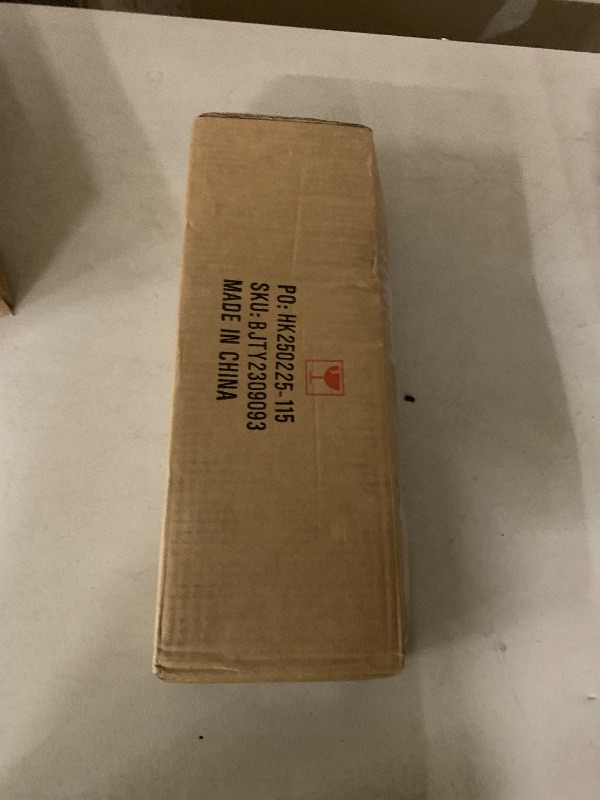 PO: HK250225-115
SKU: BJTY2309093
MADE IN CHINA